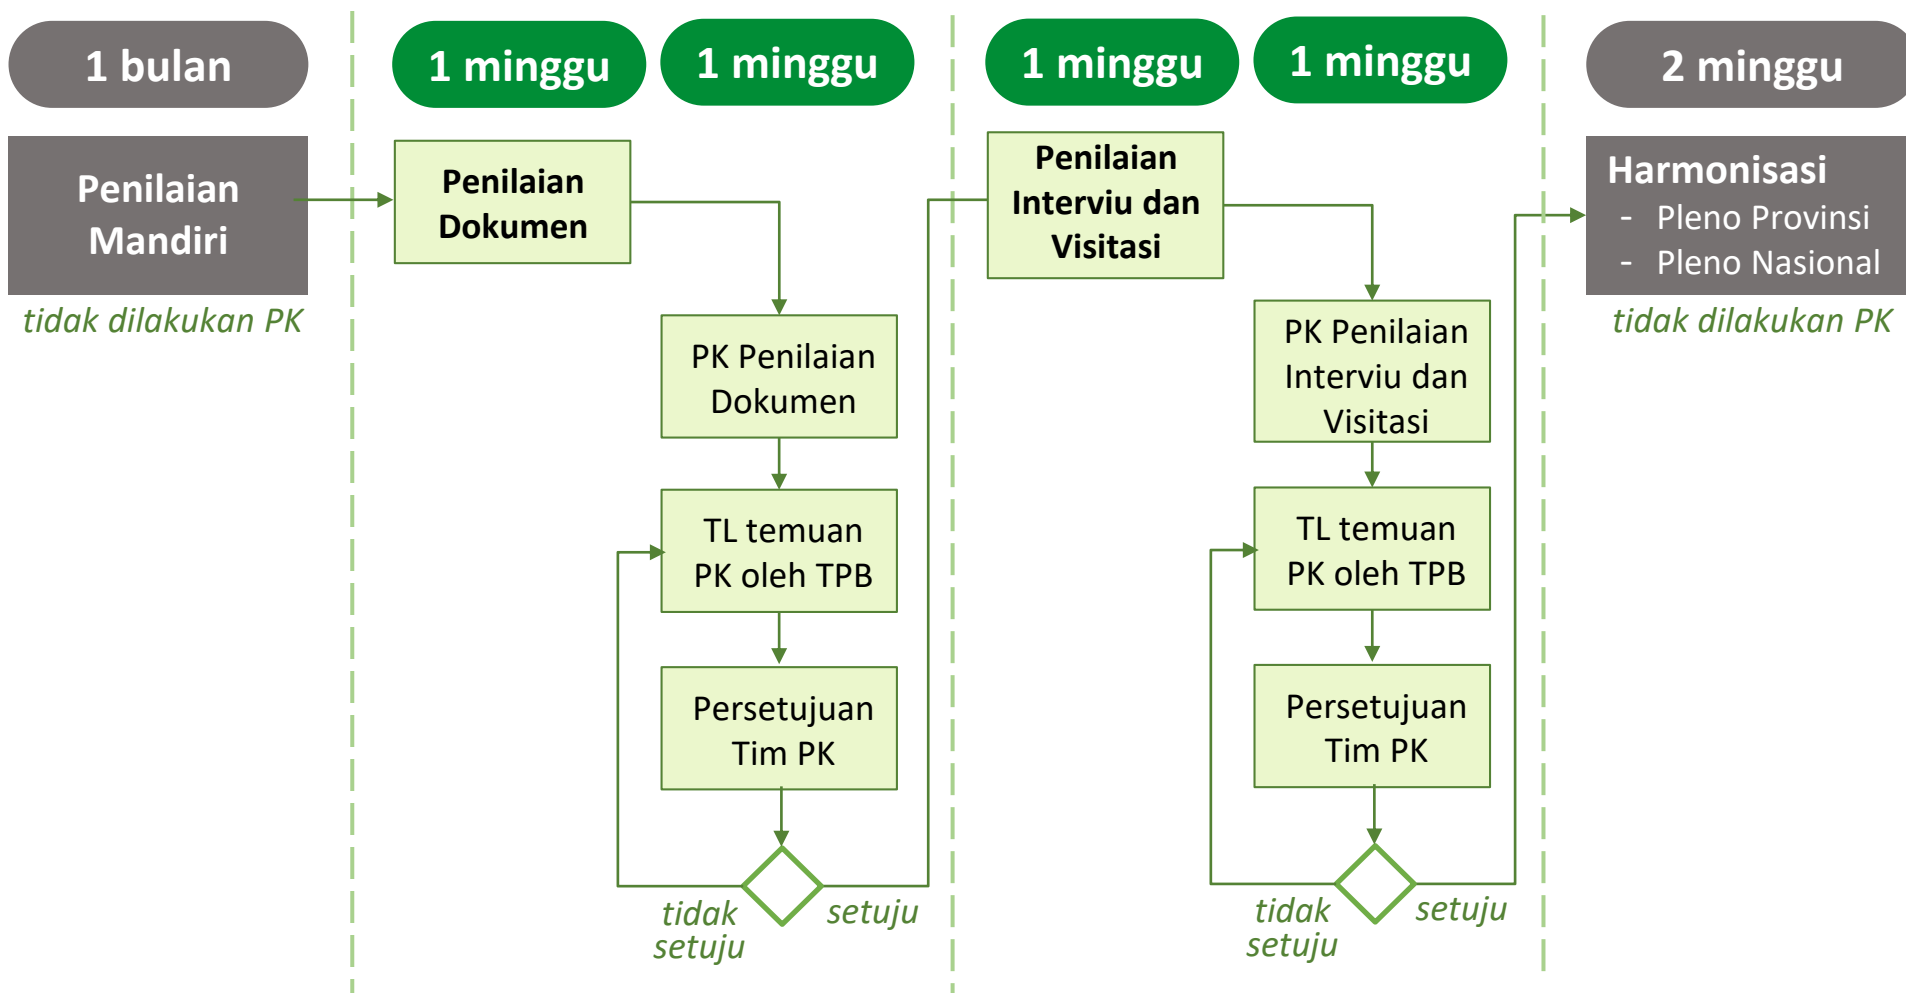 1 bulan
1 minggu
1 minggu
1 minggu
1 minggu
2 minggu
Penilaian
Mandiri
tidak dilakukan PK
Penilaian
Dokumen
PK Penilaian
Dokumen
TL temuan
PK oleh TPB
Persetujuan
Tim PK
tidak
setuju
setuju
Penilaian
Interviu dan
Visitasi
PK Penilaian
Interviu dan
Visitasi
TL temuan
PK oleh TPB
Persetujuan
Tim PK
tidak
setuju
setuju
Harmonisasi
- Pleno Provinsi
- Pleno Nasional
tidak dilakukan PK